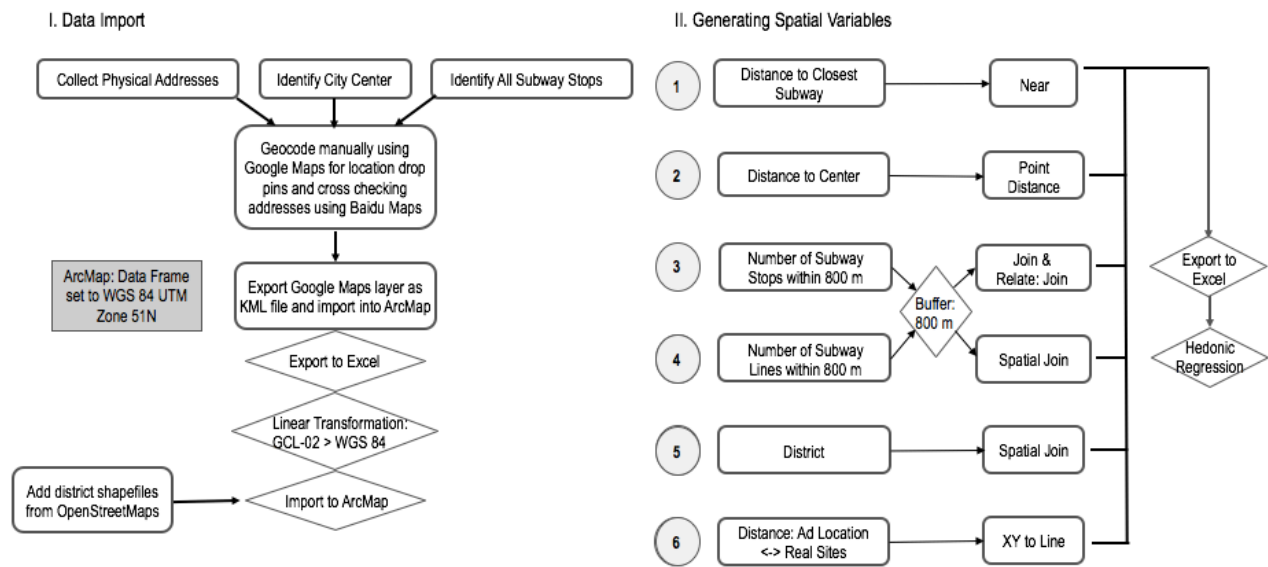 I. Data Import
Collect Physical Addresses
Identify City Center
Identify All Subway Stops
Geocode manually using
Google Maps for location drop
pins and cross checking
addresses using Baidu Maps
ArcMap: Data Frame
set to WGS 84 UTM
Zone 51N
Export Google Maps layer as
KML file and import into ArcMap
Export to Excel
Linear Transformation:
GCL-02 > WGS 84
Add district shapefiles
from OpenStreetMaps
Import to ArcMap
II. Generating Spatial Variables
1
Distance to Closest
Subway
Near
2
Distance to Center
Point
Distance
3
Number of Subway
Stops within 800 m
Buffer:
800 m
Join &
Relate: Join
4
Number of Subway
Lines within 800 m
Spatial Join
5
District
Spatial Join
6
Distance: Ad Location
<-> Real Sites
XY to Line
Export to
Excel
Hedonic
Regression